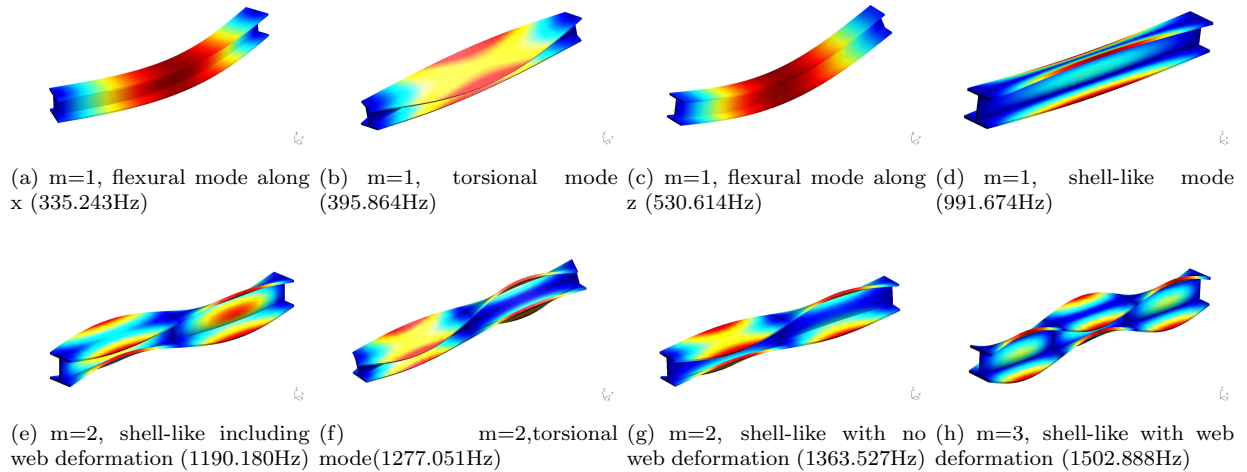 (a) m=1, flexural mode along
x (335.243Hz)
(b) m=1, torsional mode
(395.864Hz)
(c) m=1, flexural mode along
z (530.614Hz)
(d) m=1, shell-like mode
(991.674Hz)
(e) m=2, shell-like including
web deformation (1190.180Hz)
(f) m=2,torsional
mode(1277.051Hz)
(g) m=2, shell-like with no
web deformation (1363.527Hz)
(h) m=3, shell-like with web
deformation (1502.888Hz)